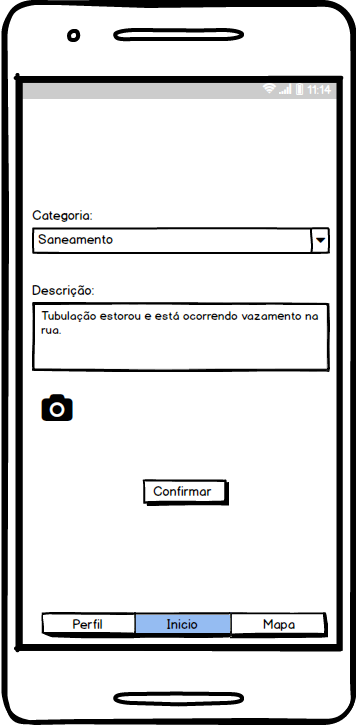 11:14
Categoria:
Saneamento
Descrição:
Tubulação estorou e está ocorrendo vazamento na
rua.
Confirmar
Perfil Inicio Mapa